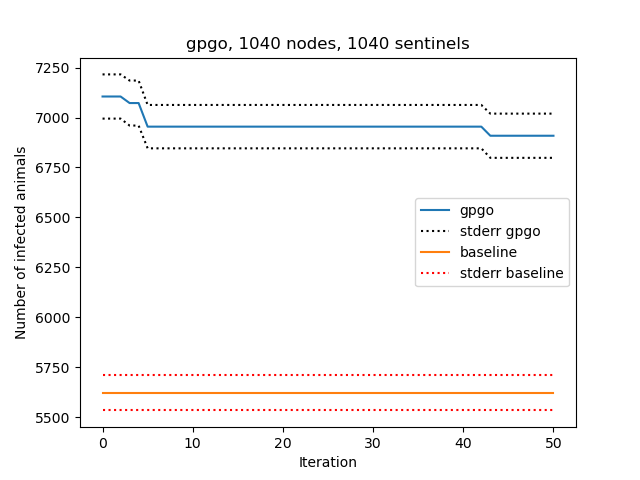 gpgo, 1040 nodes, 1040 sentinels
7250
7000
6750
6500
6250
6000
5750
5500
Number of infected animals
gpgo
stderr gpgo
baseline
stderr baseline
0 10 20 30 40 50
Iteration